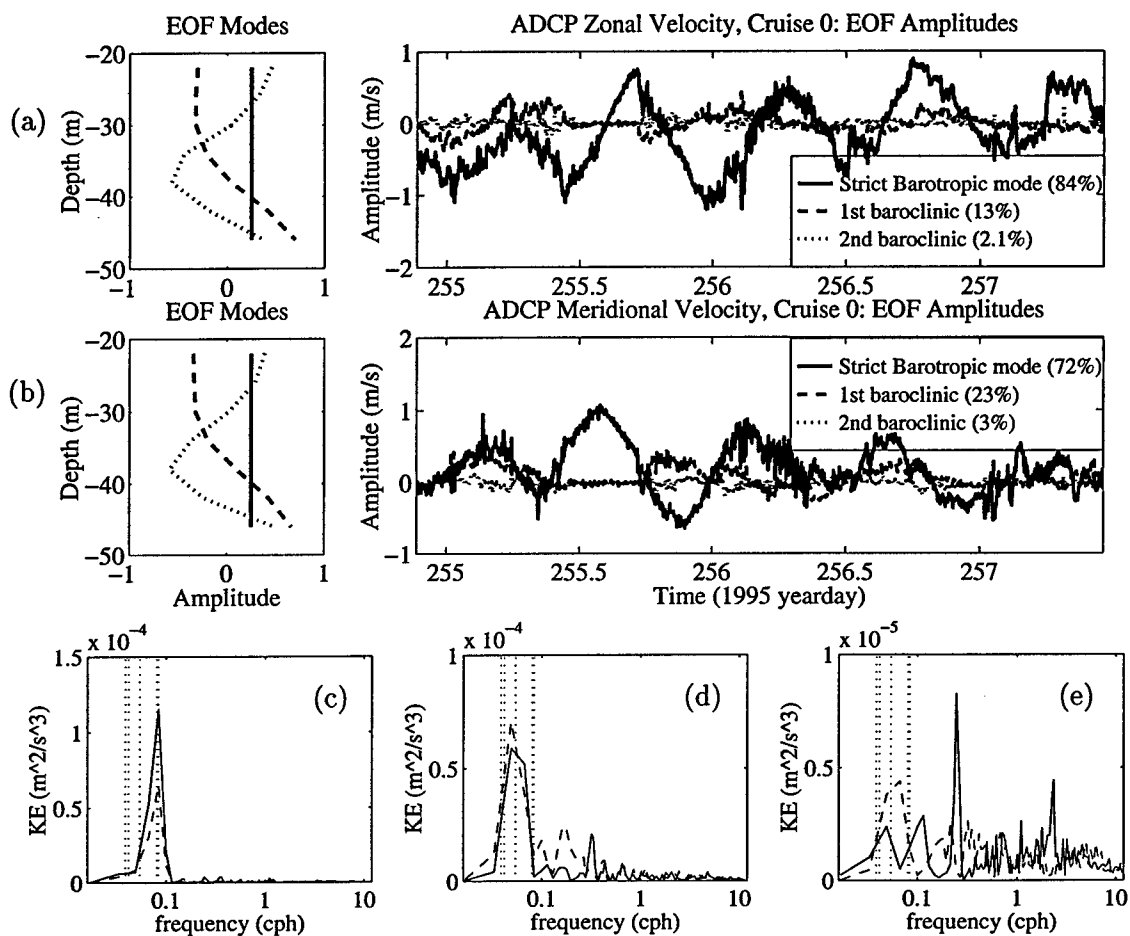 EOF Modes
ADCP Zonal Velocity, Cruise 0: EOF Amplitudes
(a)
Depth (m)
−20
−30
−40
−50
−1
0
1
Amplitude (m/s)
1
0
−1
−2
Strict Barotropic mode (84%)
1st baroclinic (13%)
2nd baroclinic (2.1%)
255
255.5
256
256.5
257
EOF Modes
ADCP Meridional Velocity, Cruise 0: EOF Amplitudes
(b)
Depth (m)
−20
−30
−40
−50
−1
0
1
Amplitude
Amplitude (m/s)
2
1
0
−1
Strict Barotropic mode (72%)
1st baroclinic (23%)
2nd baroclinic (3%)
255
255.5
256
256.5
257
Time (1995 yearday)
x 10^-4
1.5
1
0.5
0
KE (m^2/s^3)
(c)
0.1
1
10
frequency (cph)
x 10^-4
1
0.5
0
KE (m^2/s^3)
(d)
0.1
1
10
frequency (cph)
x 10^-5
1
0.5
0
KE (m^2/s^3)
(e)
0.1
1
10
frequency (cph)